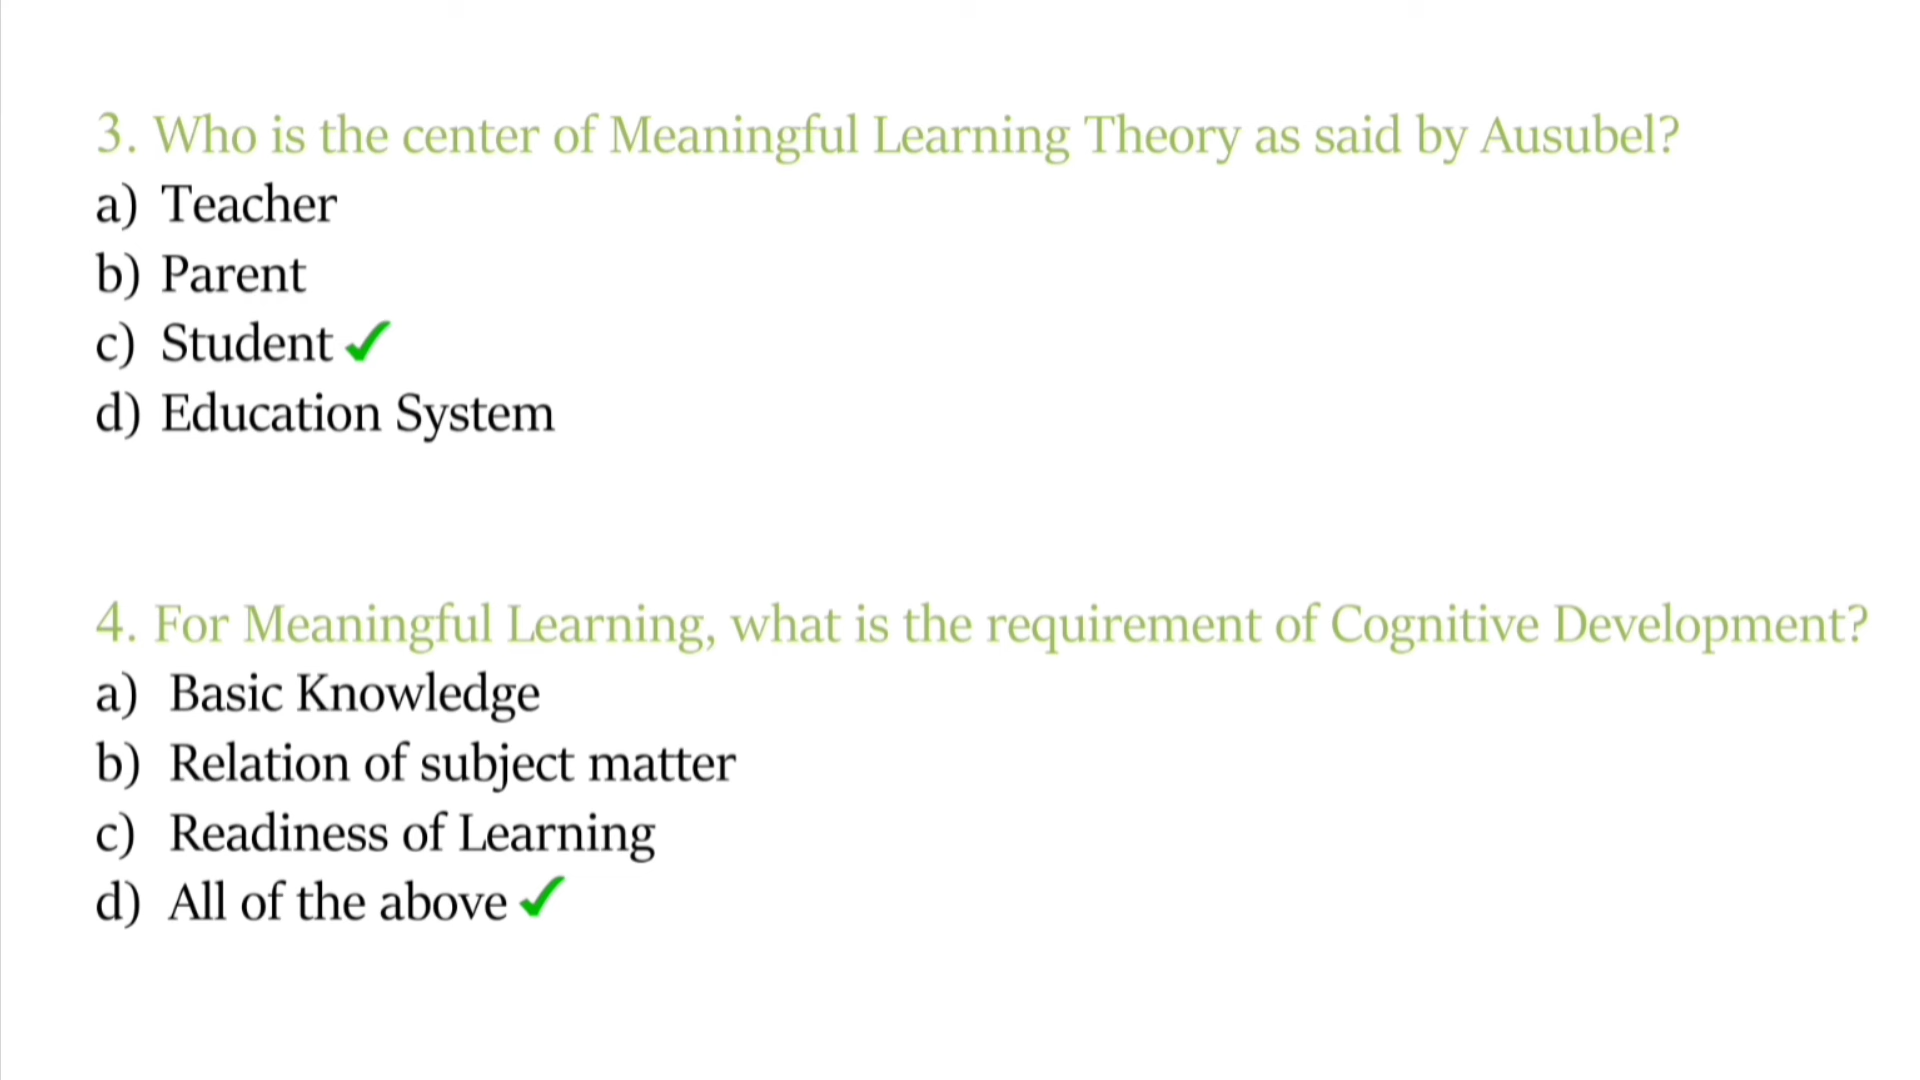 3. Who is the center of Meaningful Learning Theory as said by Ausubel?
a) Teacher
b) Parent
c) Student ✓
d) Education System
4. For Meaningful Learning, what is the requirement of Cognitive Development?
a) Basic Knowledge
b) Relation of subject matter
c) Readiness of Learning
d) All of the above ✓